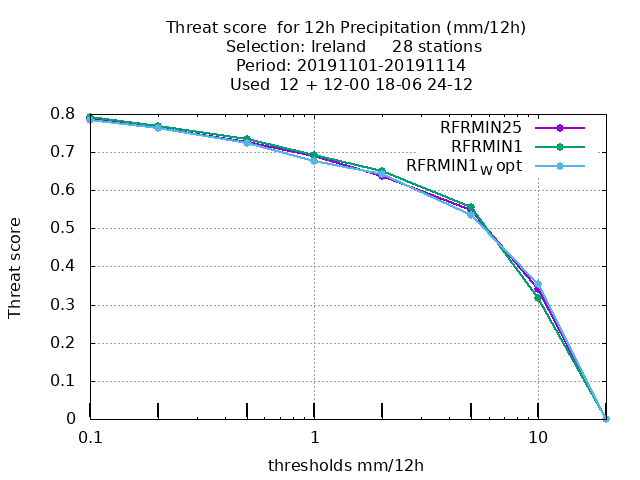 Threat score  for 12h Precipitation (mm/12h)
Selection: Ireland     28 stations
Period: 20191101-20191114
Used  12 + 12-00 18-06 24-12
RFRMIN25
RFRMIN1
RFRMIN1w opt
0.8
0.7
0.6
0.5
0.4
0.3
0.2
0.1
0
Threat score
0.1 1 10
thresholds mm/12h